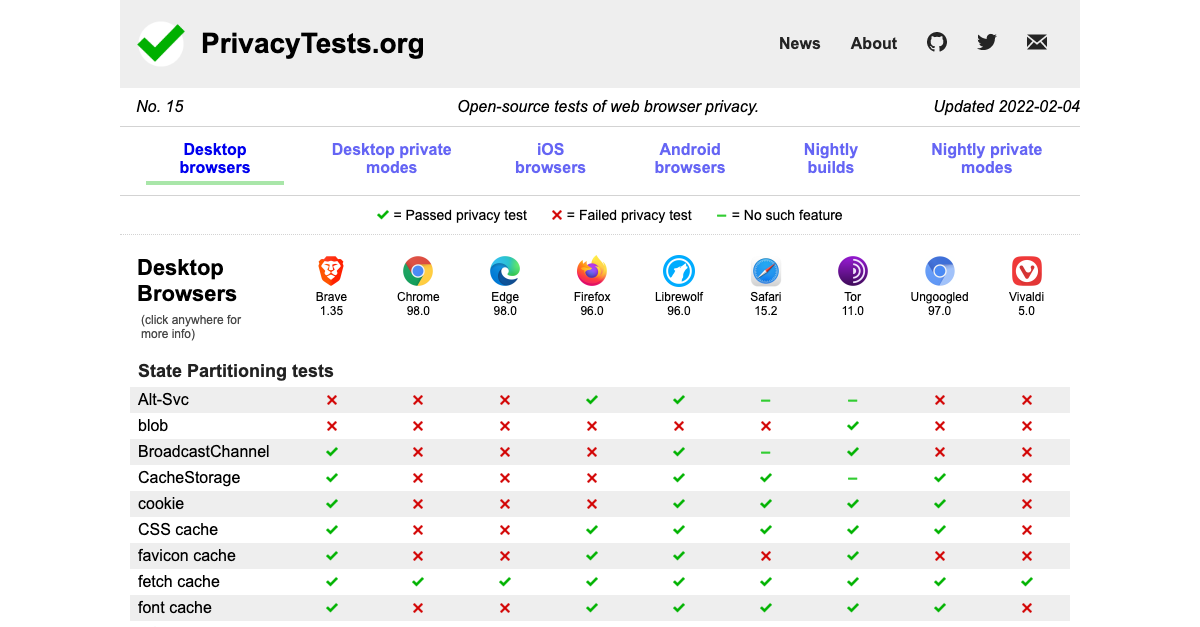 PrivacyTests.org
News About
No. 15 Open-source tests of web browser privacy. Updated 2022-02-04
Desktop browsers Desktop private modes iOS browsers Android browsers Nightly builds Nightly private modes
= Passed privacy test = Failed privacy test = No such feature
Desktop
Browsers
(click anywhere for
more info)
Brave Chrome Edge Firefox Librewolf Safari Tor Ungoogled Vivaldi
1.35 98.0 98.0 96.0 96.0 15.2 11.0 97.0 5.0
State Partitioning tests
Alt-Svc
blob
BroadcastChannel
CacheStorage
cookie
CSS cache
favicon cache
fetch cache
font cache